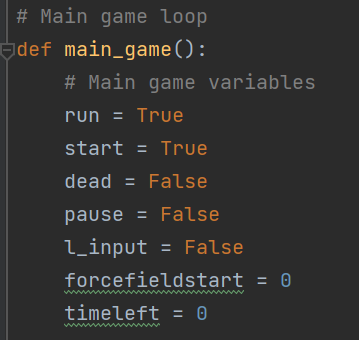 # Main game loop
def main_game():
# Main game variables
run = True
start = True
dead = False
pause = False
l_input = False
forcefieldstart = 0
timeleft = 0